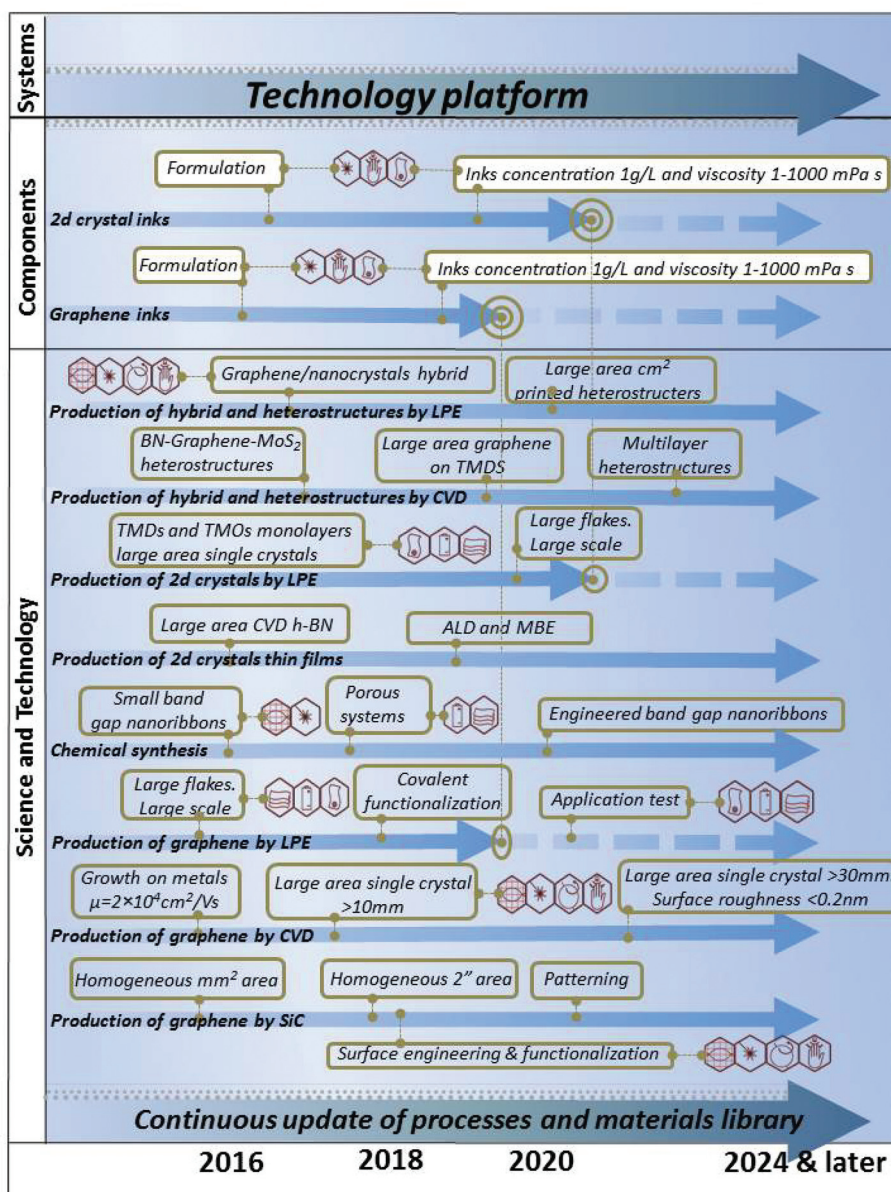 Systems
Technology platform
Components
Formulation
Inks concentration 1g/L and viscosity 1-1000 mPa s
2d crystal inks
Formulation
Inks concentration 1g/L and viscosity 1-1000 mPa s
Graphene inks
Science and Technology
Graphene/nanocrystals hybrid
Large area cm²
printed heterostructers
Production of hybrid and heterostructures by LPE
BN-Graphene-MoS₂
heterostructures
Large area graphene
on TMDS
Multilayer
heterostructures
Production of hybrid and heterostructures by CVD
TMDs and TMOs monolayers
large area single crystals
Large flakes.
Large scale
Production of 2d crystals by LPE
Large area CVD h-BN
ALD and MBE
Production of 2d crystals thin films
Small band
gap nanoribbons
Porous
systems
Engineered band gap nanoribbons
Chemical synthesis
Large flakes.
Large scale
Covalent
functionalization
Application test
Production of graphene by LPE
Growth on metals
μ=2×10⁴cm²/Vs
Large area single crystal
>10mm
Large area single crystal >30mm
Surface roughness <0.2nm
Production of graphene by CVD
Homogeneous mm² area
Homogeneous 2” area
Patterning
Production of graphene by SiC
Surface engineering & functionalization
Continuous update of processes and materials library
2016 2018 2020 2024 & later